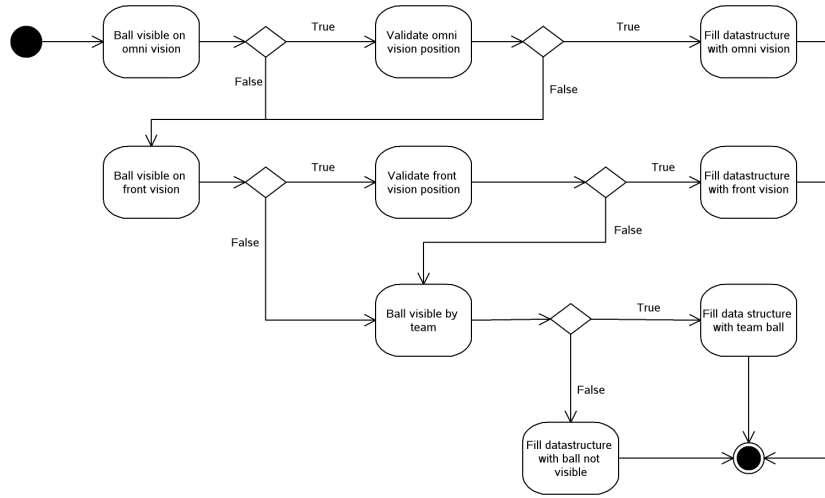 Ball visible on
omni vision
True
Validate omni
vision position
True
Fill datastructure
with omni vision
False
False
Ball visible on
front vision
True
Validate front
vision position
True
Fill datastructure
with front vision
False
False
Ball visible by
team
True
Fill data structure
with team ball
False
Fill datastructure
with ball not
visible